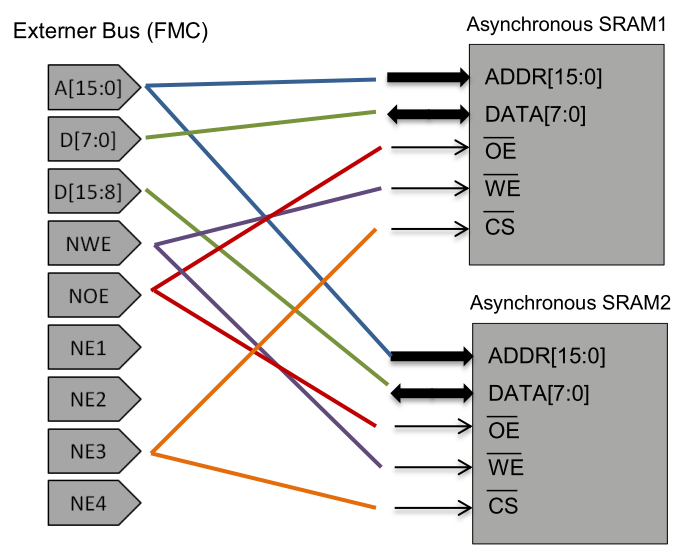 Externer Bus (FMC)
A[15:0]
D[7:0]
D[15:8]
NWE
NOE
NE1
NE2
NE3
NE4
Asynchronous SRAM1
ADDR[15:0]
DATA[7:0]
OE
WE
CS
Asynchronous SRAM2
ADDR[15:0]
DATA[7:0]
OE
WE
CS